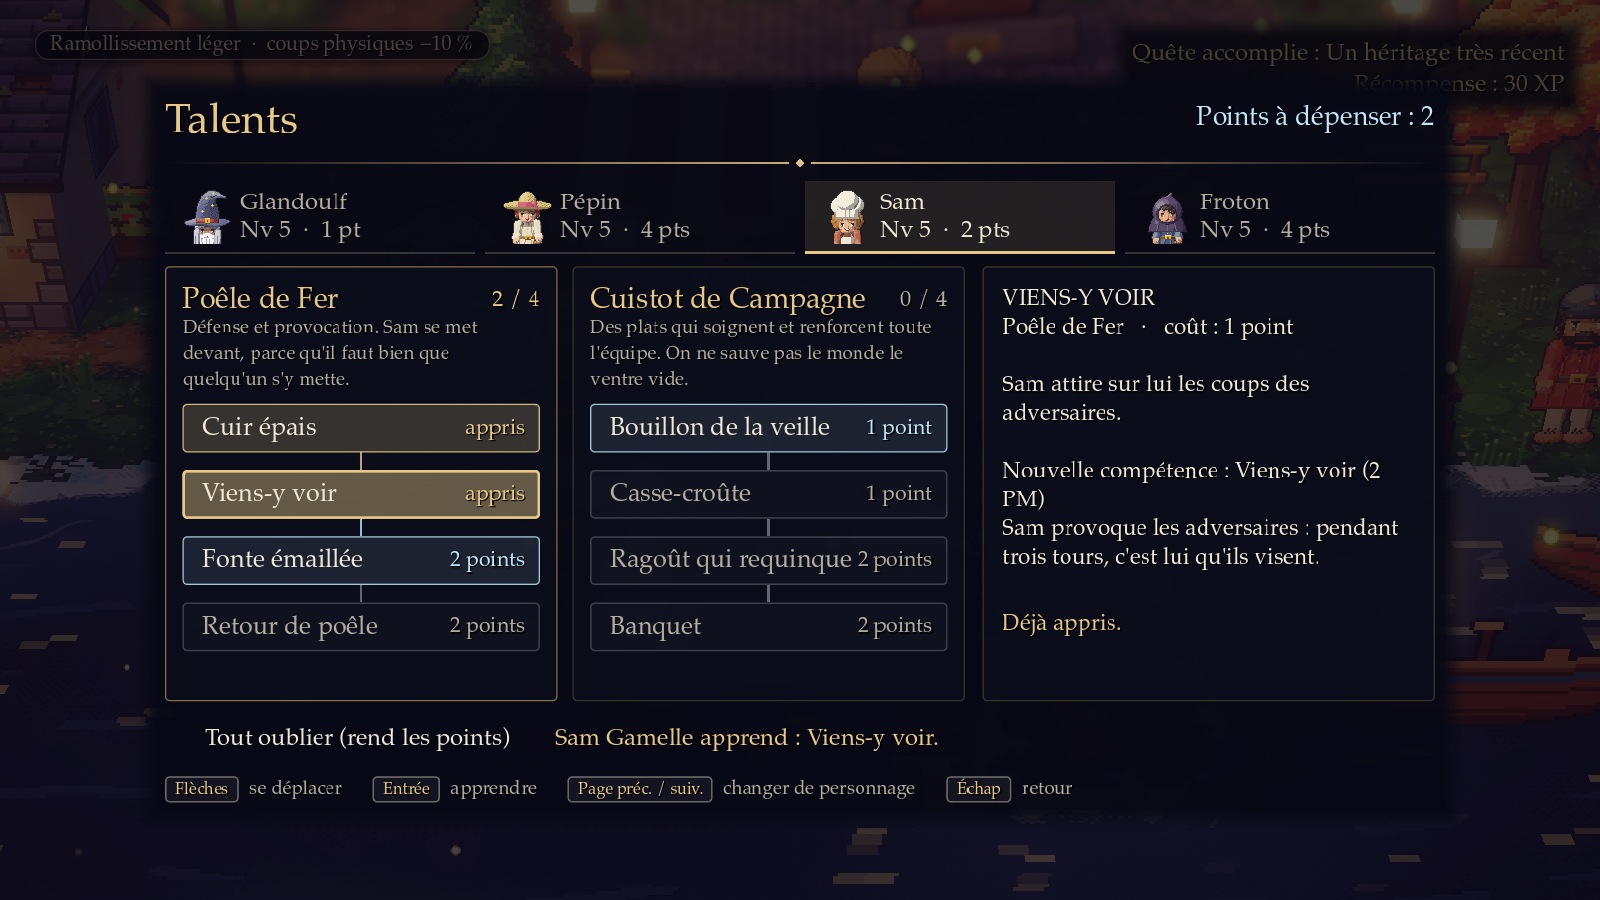 Ramollissement léger · coups physiques −10 %
Quête accomplie : Un héritage très récent
Récompense : 30 XP
Talents
Points à dépenser : 2
Glandoulf
Nv 5 · 1 pt
Pépin
Nv 5 · 4 pts
Sam
Nv 5 · 2 pts
Froton
Nv 5 · 4 pts
Poêle de Fer 2 / 4
Défense et provocation. Sam se met
devant, parce qu'il faut bien que
quelqu'un s'y mette.
Cuir épais appris
Viens-y voir appris
Fonte émaillée 2 points
Retour de poêle 2 points
Cuistot de Campagne 0 / 4
Des plats qui soignent et renforcent toute
l'équipe. On ne sauve pas le monde le
ventre vide.
Bouillon de la veille 1 point
Casse-croûte 1 point
Ragoût qui requinque 2 points
Banquet 2 points
VIENS-Y VOIR
Poêle de Fer · coût : 1 point
Sam attire sur lui les coups des
adversaires.
Nouvelle compétence : Viens-y voir (2
PM)
Sam provoque les adversaires : pendant
trois tours, c'est lui qu'ils visent.
Déjà appris.
Tout oublier (rend les points)
Sam Gamelle apprend : Viens-y voir.
Flèches se déplacer Entrée apprendre Page préc. / suiv. changer de personnage Échap retour